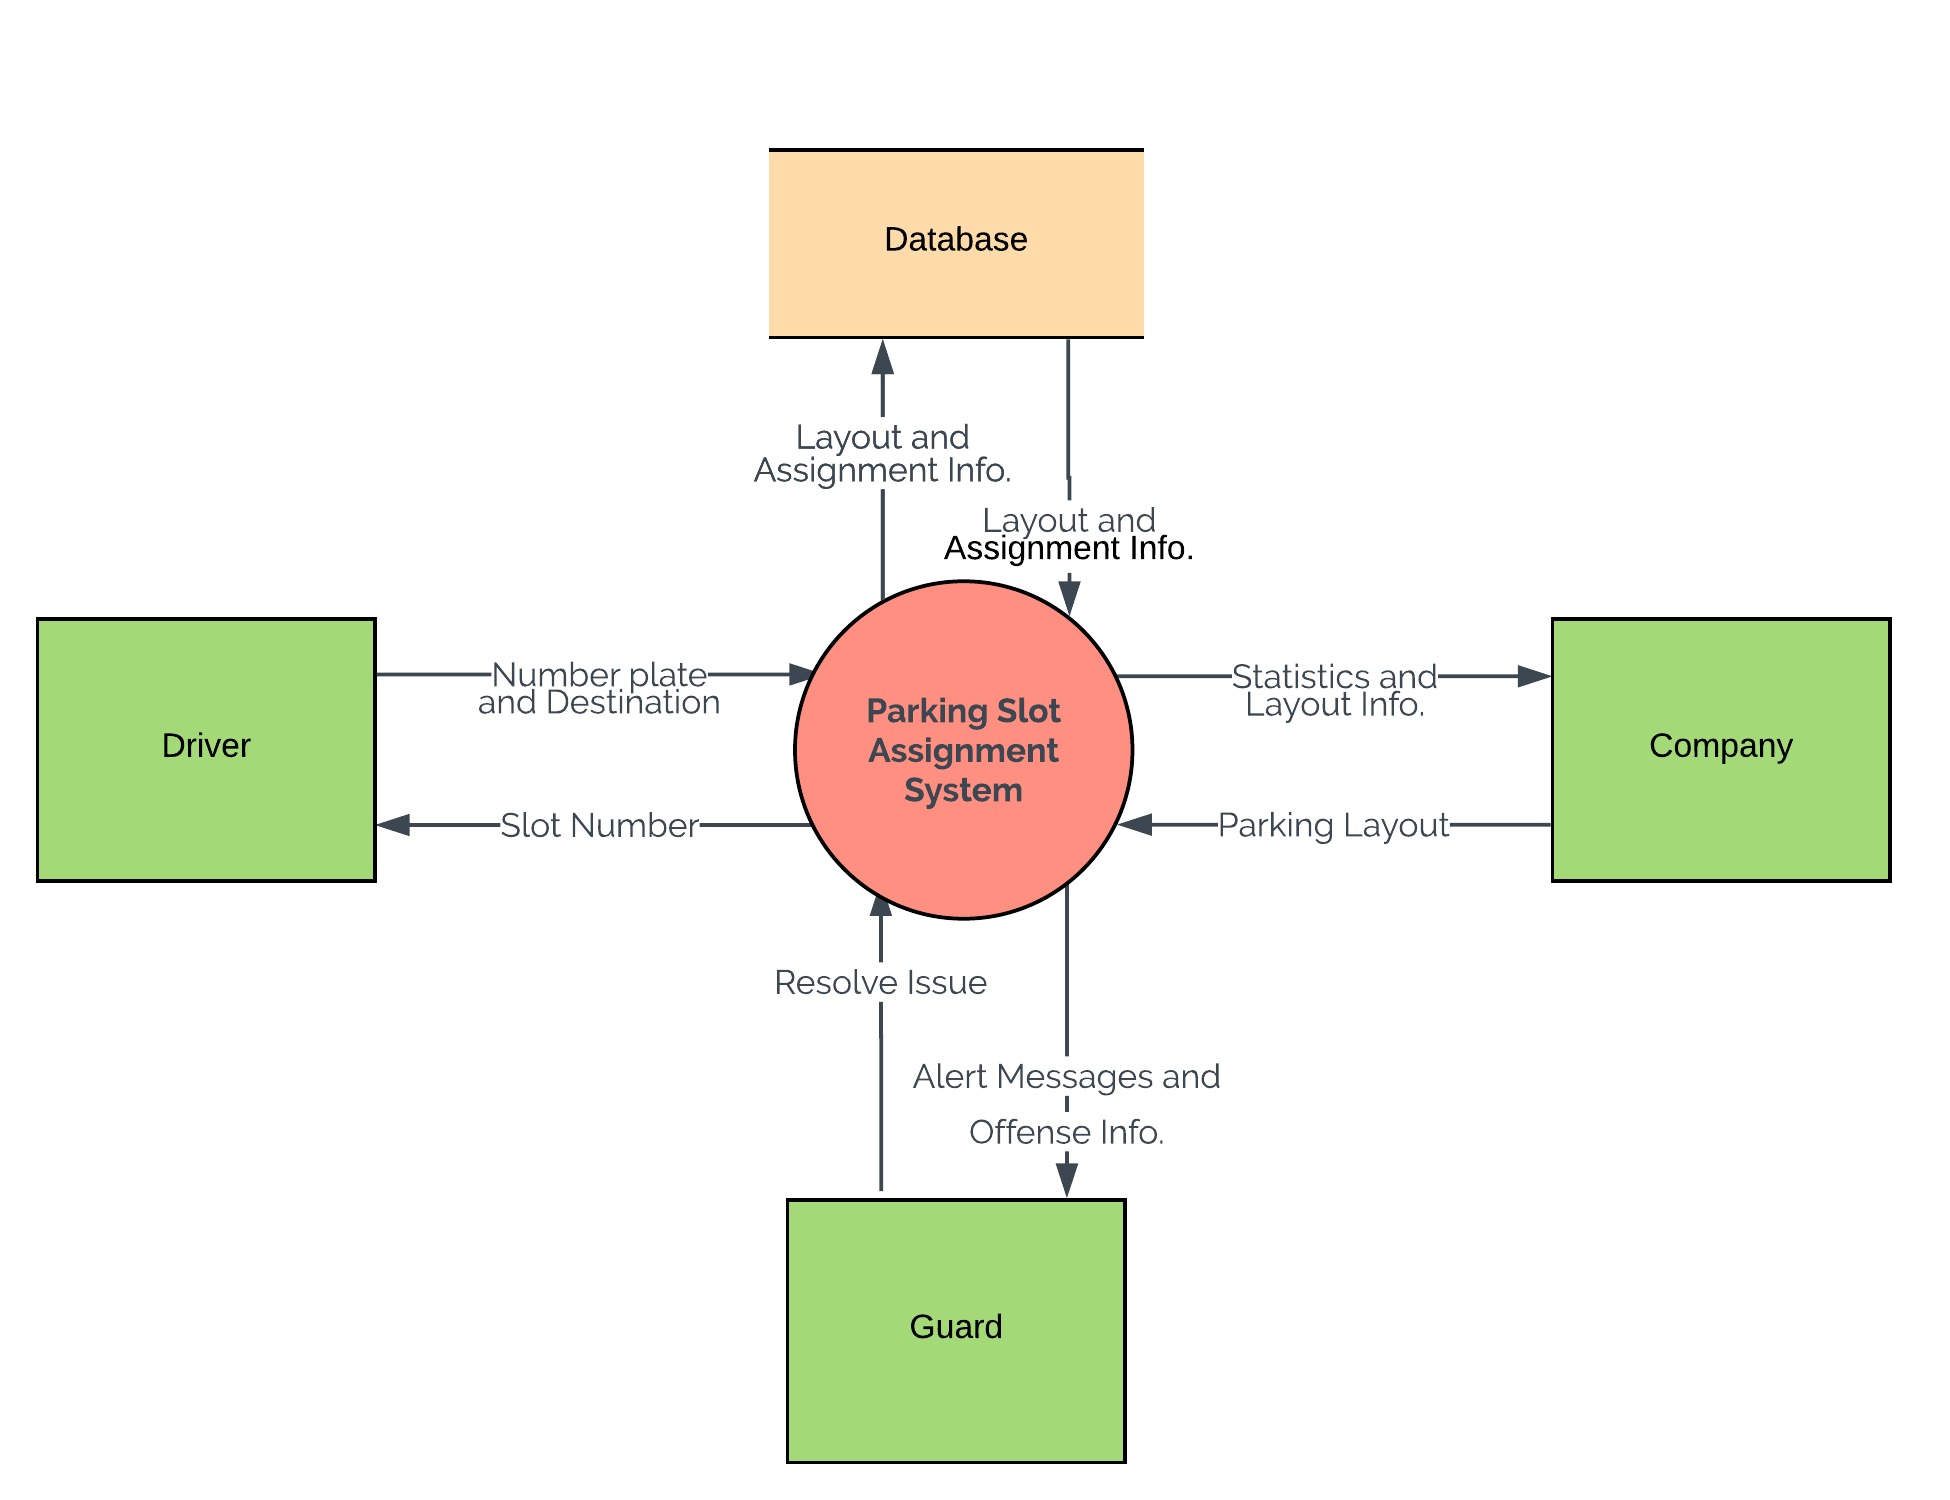 Database
Layout and
Assignment Info.
Layout and
Assignment Info.
Driver
Number plate
and Destination
Slot Number
Parking Slot
Assignment
System
Statistics and
Layout Info.
Parking Layout
Company
Resolve Issue
Alert Messages and
Offense Info.
Guard